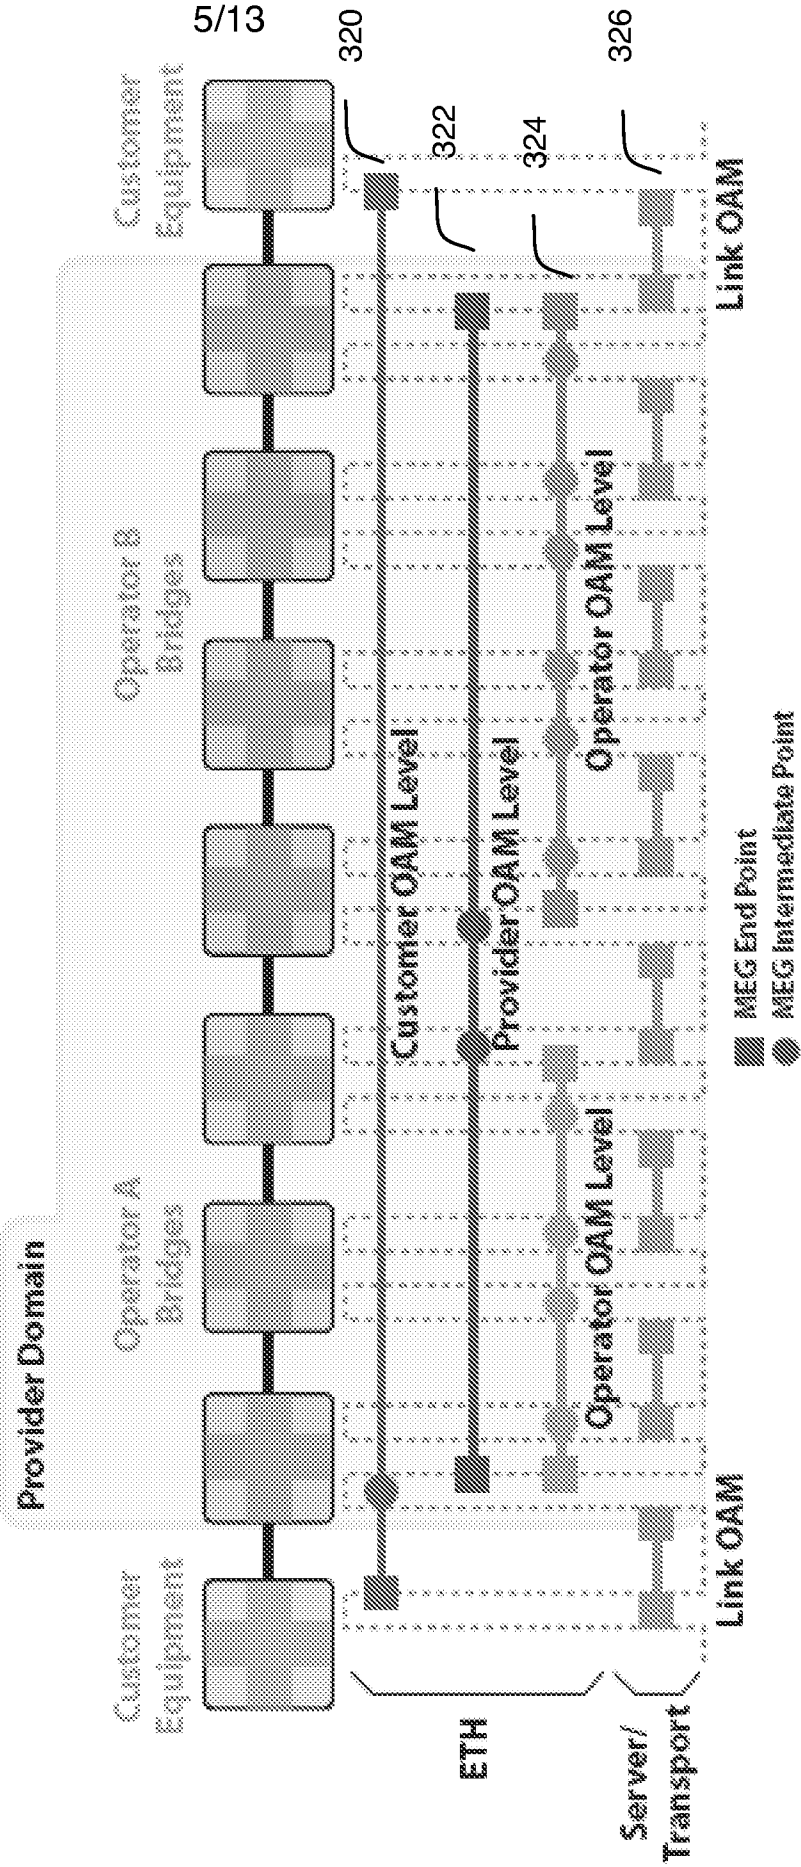 5/13
Provider Domain
Customer
Equipment
Operator A
Bridges
Operator B
Bridges
Customer
Equipment
320
322
324
326
ETH
Customer OAM Level
Provider OAM Level
Operator OAM Level
Operator OAM Level
Server/
Transport
Link OAM
Link OAM
MEG End Point
MEG Intermediate Point